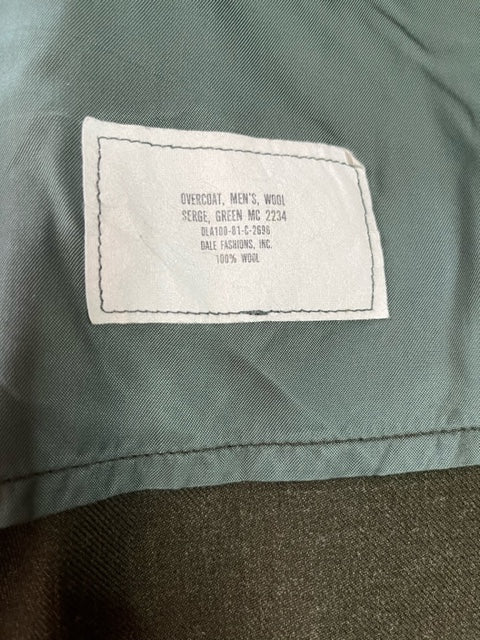 OVERCOAT, MEN'S, WOOL
SERGE, GREEN MC 2234
DLA100-81-C-2696
DALE FASHIONS, INC.
100% WOOL